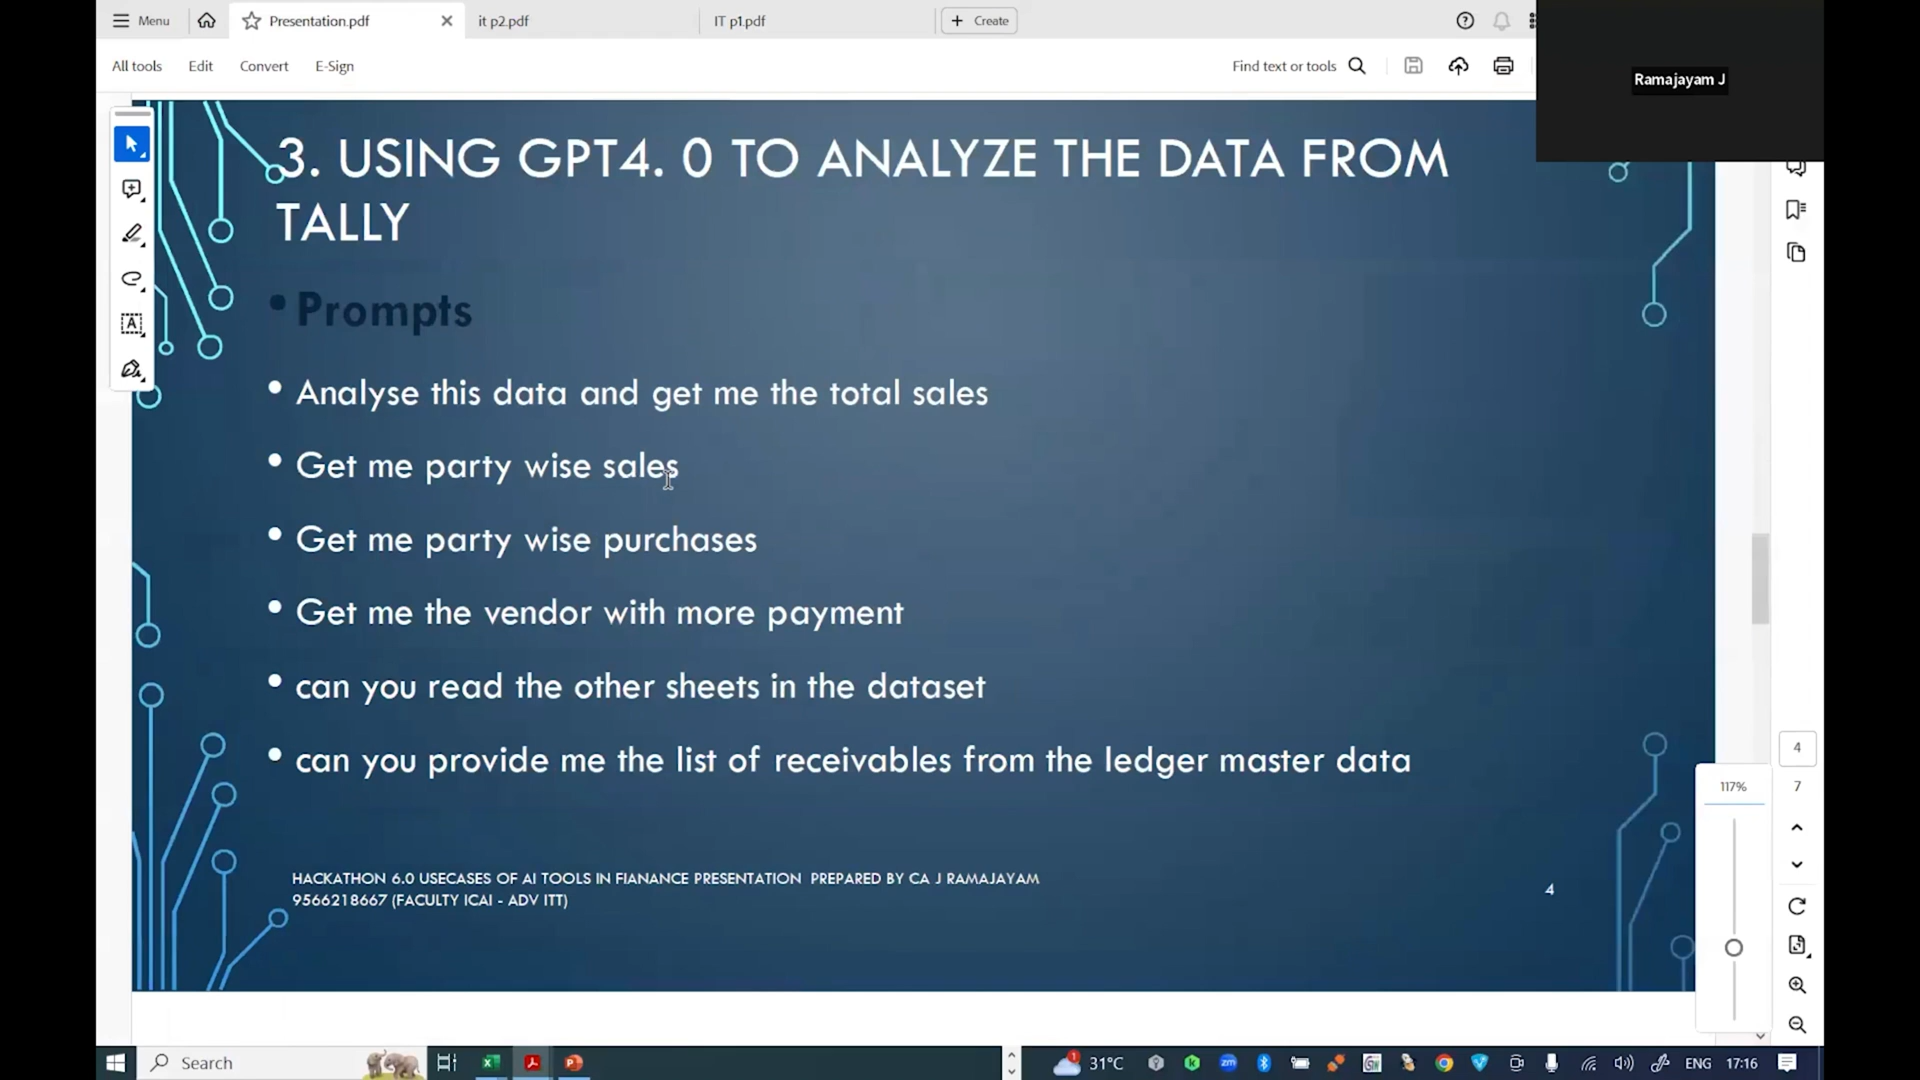 Menu
Presentation.pdf
it p2.pdf
IT p1.pdf
Create
All tools
Edit
Convert
E-Sign
Find text or tools
Ramajayam J
3. USING GPT4. 0 TO ANALYZE THE DATA FROM
TALLY
• Prompts
• Analyse this data and get me the total sales
• Get me party wise sales
• Get me party wise purchases
• Get me the vendor with more payment
• can you read the other sheets in the dataset
• can you provide me the list of receivables from the ledger master data
HACKATHON 6.0 USECASES OF AI TOOLS IN FIANANCE PRESENTATION PREPARED BY CA J RAMAJAYAM
9566218667 (FACULTY ICAI - ADV ITT)
4
4
117%
7
Search
31°C
ENG
17:16